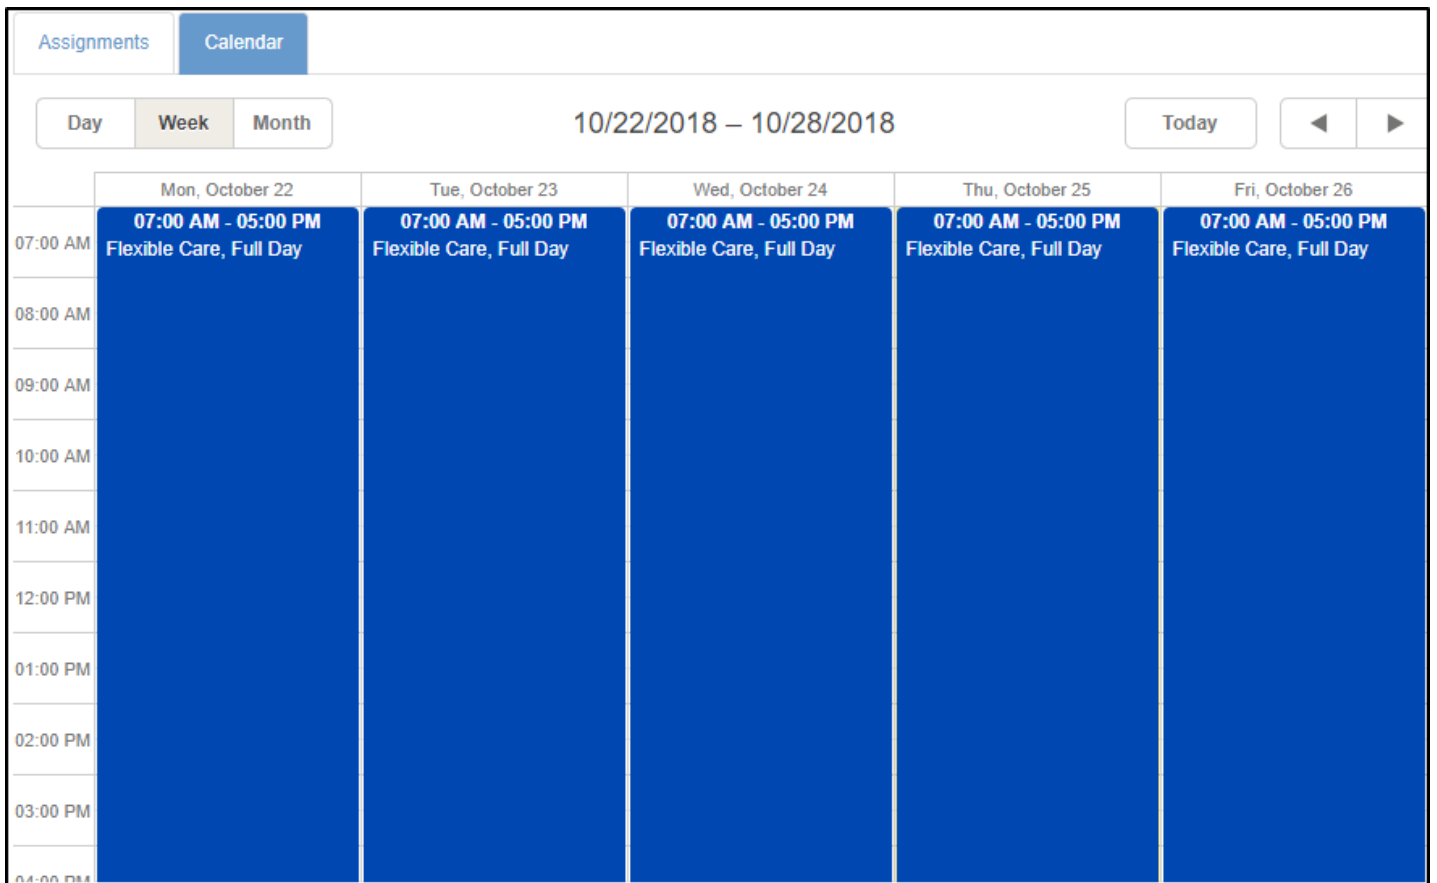 Assignments Calendar
Day Week Month 10/22/2018 – 10/28/2018 Today
Mon, October 22 Tue, October 23 Wed, October 24 Thu, October 25 Fri, October 26
07:00 AM - 05:00 PM 07:00 AM - 05:00 PM 07:00 AM - 05:00 PM 07:00 AM - 05:00 PM 07:00 AM - 05:00 PM
07:00 AM Flexible Care, Full Day Flexible Care, Full Day Flexible Care, Full Day Flexible Care, Full Day Flexible Care, Full Day
08:00 AM
09:00 AM
10:00 AM
11:00 AM
12:00 PM
01:00 PM
02:00 PM
03:00 PM
04:00 PM